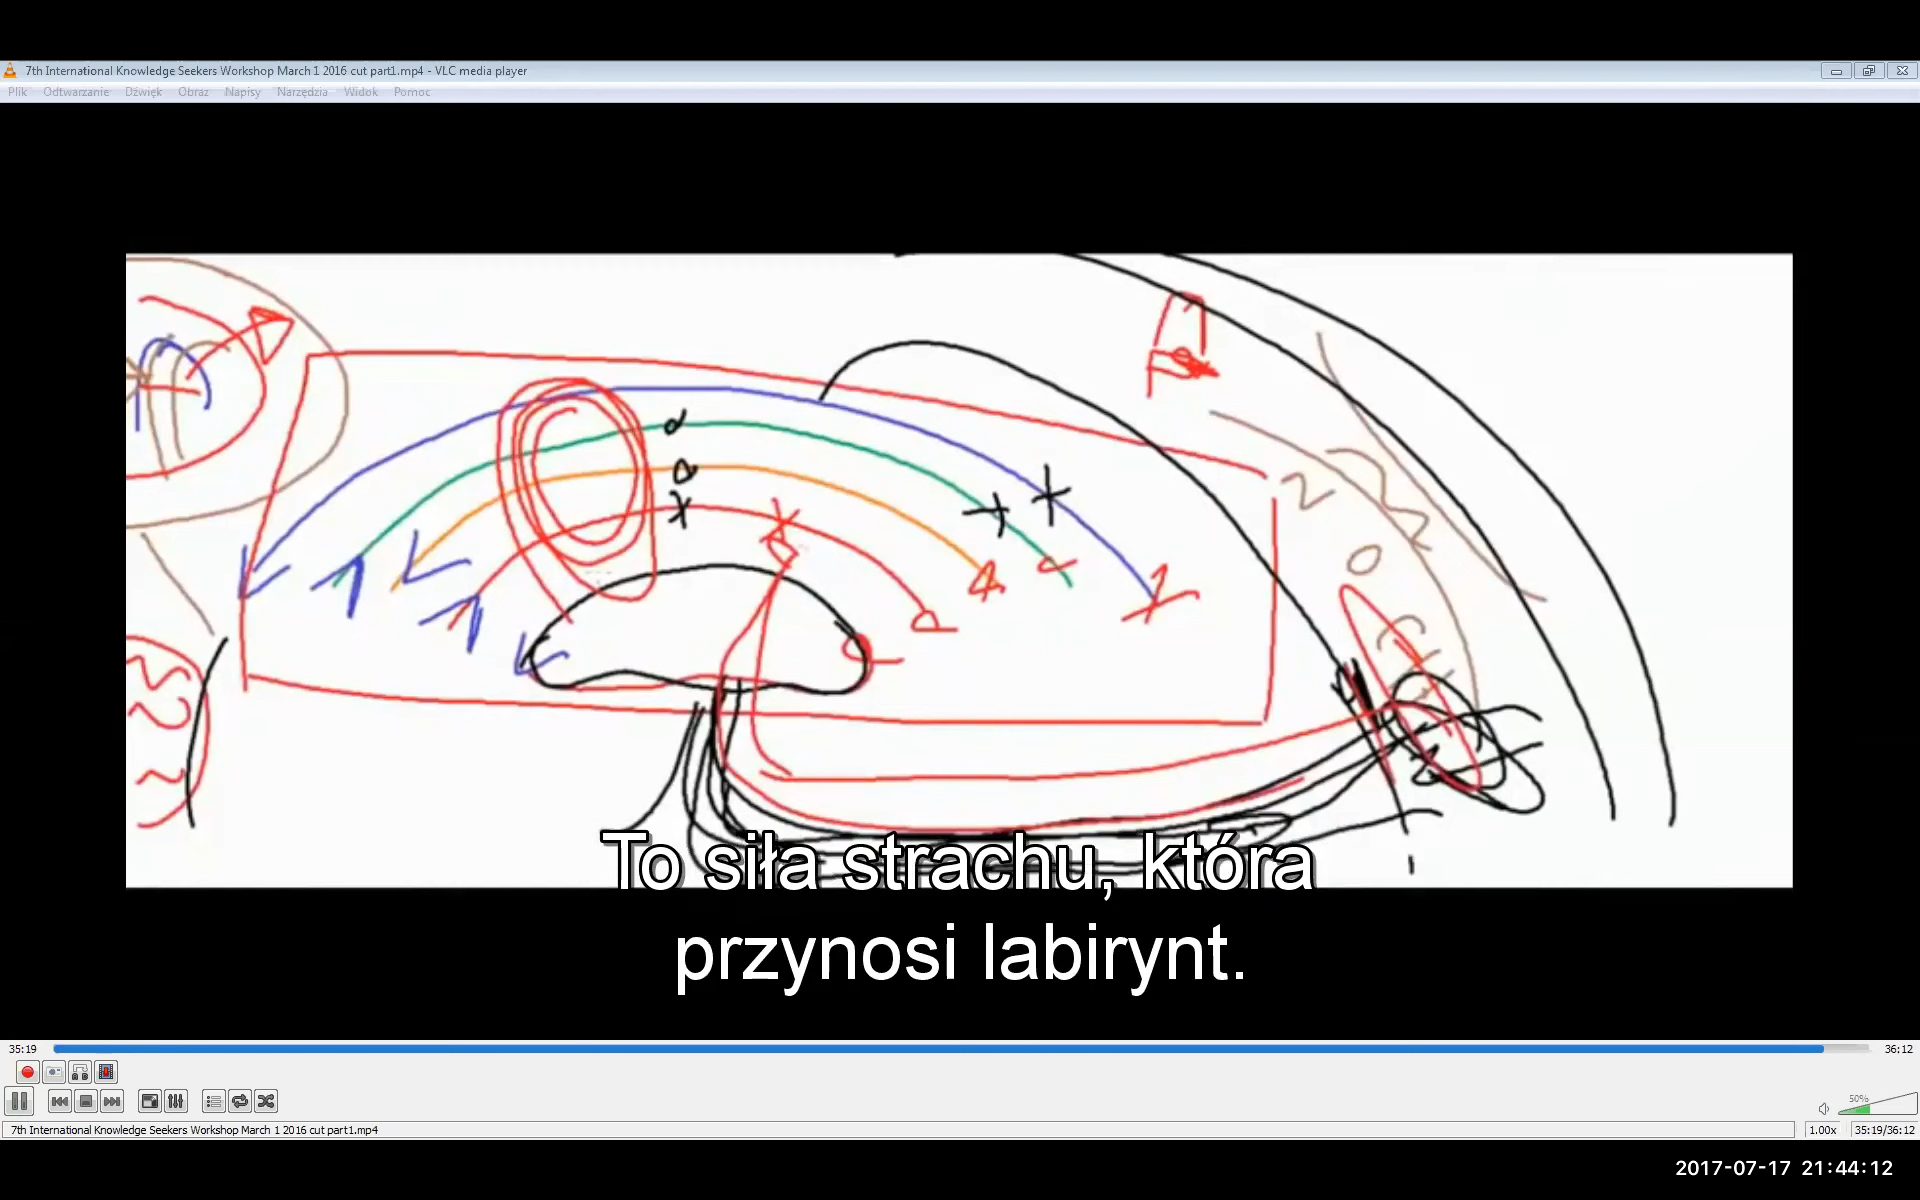 7th International Knowledge Seekers Workshop March 1 2016 cut part1.mp4 - VLC media player
Plik Odtwarzanie Dźwięk Obraz Napisy Narzędzia Widok Pomoc
To siła strachu, która
przynosi labirynt.
35:19 36:12
50%
7th International Knowledge Seekers Workshop March 1 2016 cut part1.mp4 1.00x 35:19/36:12
2017-07-17 21:44:12